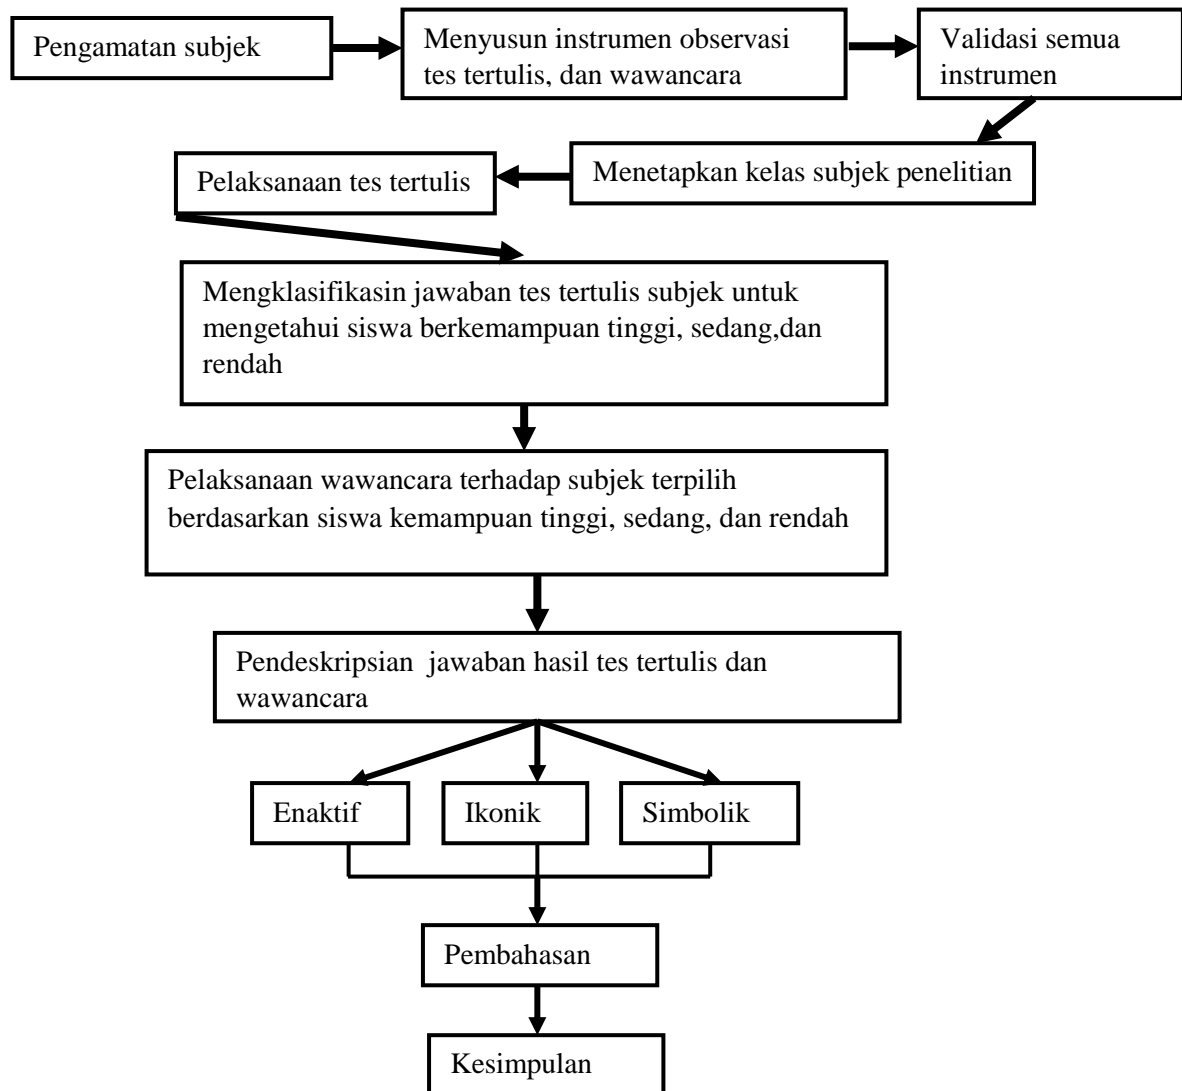 Pengamatan subjek
Menyusun instrumen observasi
tes tertulis, dan wawancara
Validasi semua
instrumen
Menetapkan kelas subjek penelitian
Pelaksanaan tes tertulis
Mengklasifikasin jawaban tes tertulis subjek untuk
mengetahui siswa berkemampuan tinggi, sedang,dan
rendah
Pelaksanaan wawancara terhadap subjek terpilih
berdasarkan siswa kemampuan tinggi, sedang, dan rendah
Pendeskripsian jawaban hasil tes tertulis dan
wawancara
Enaktif
Ikonik
Simbolik
Pembahasan
Kesimpulan